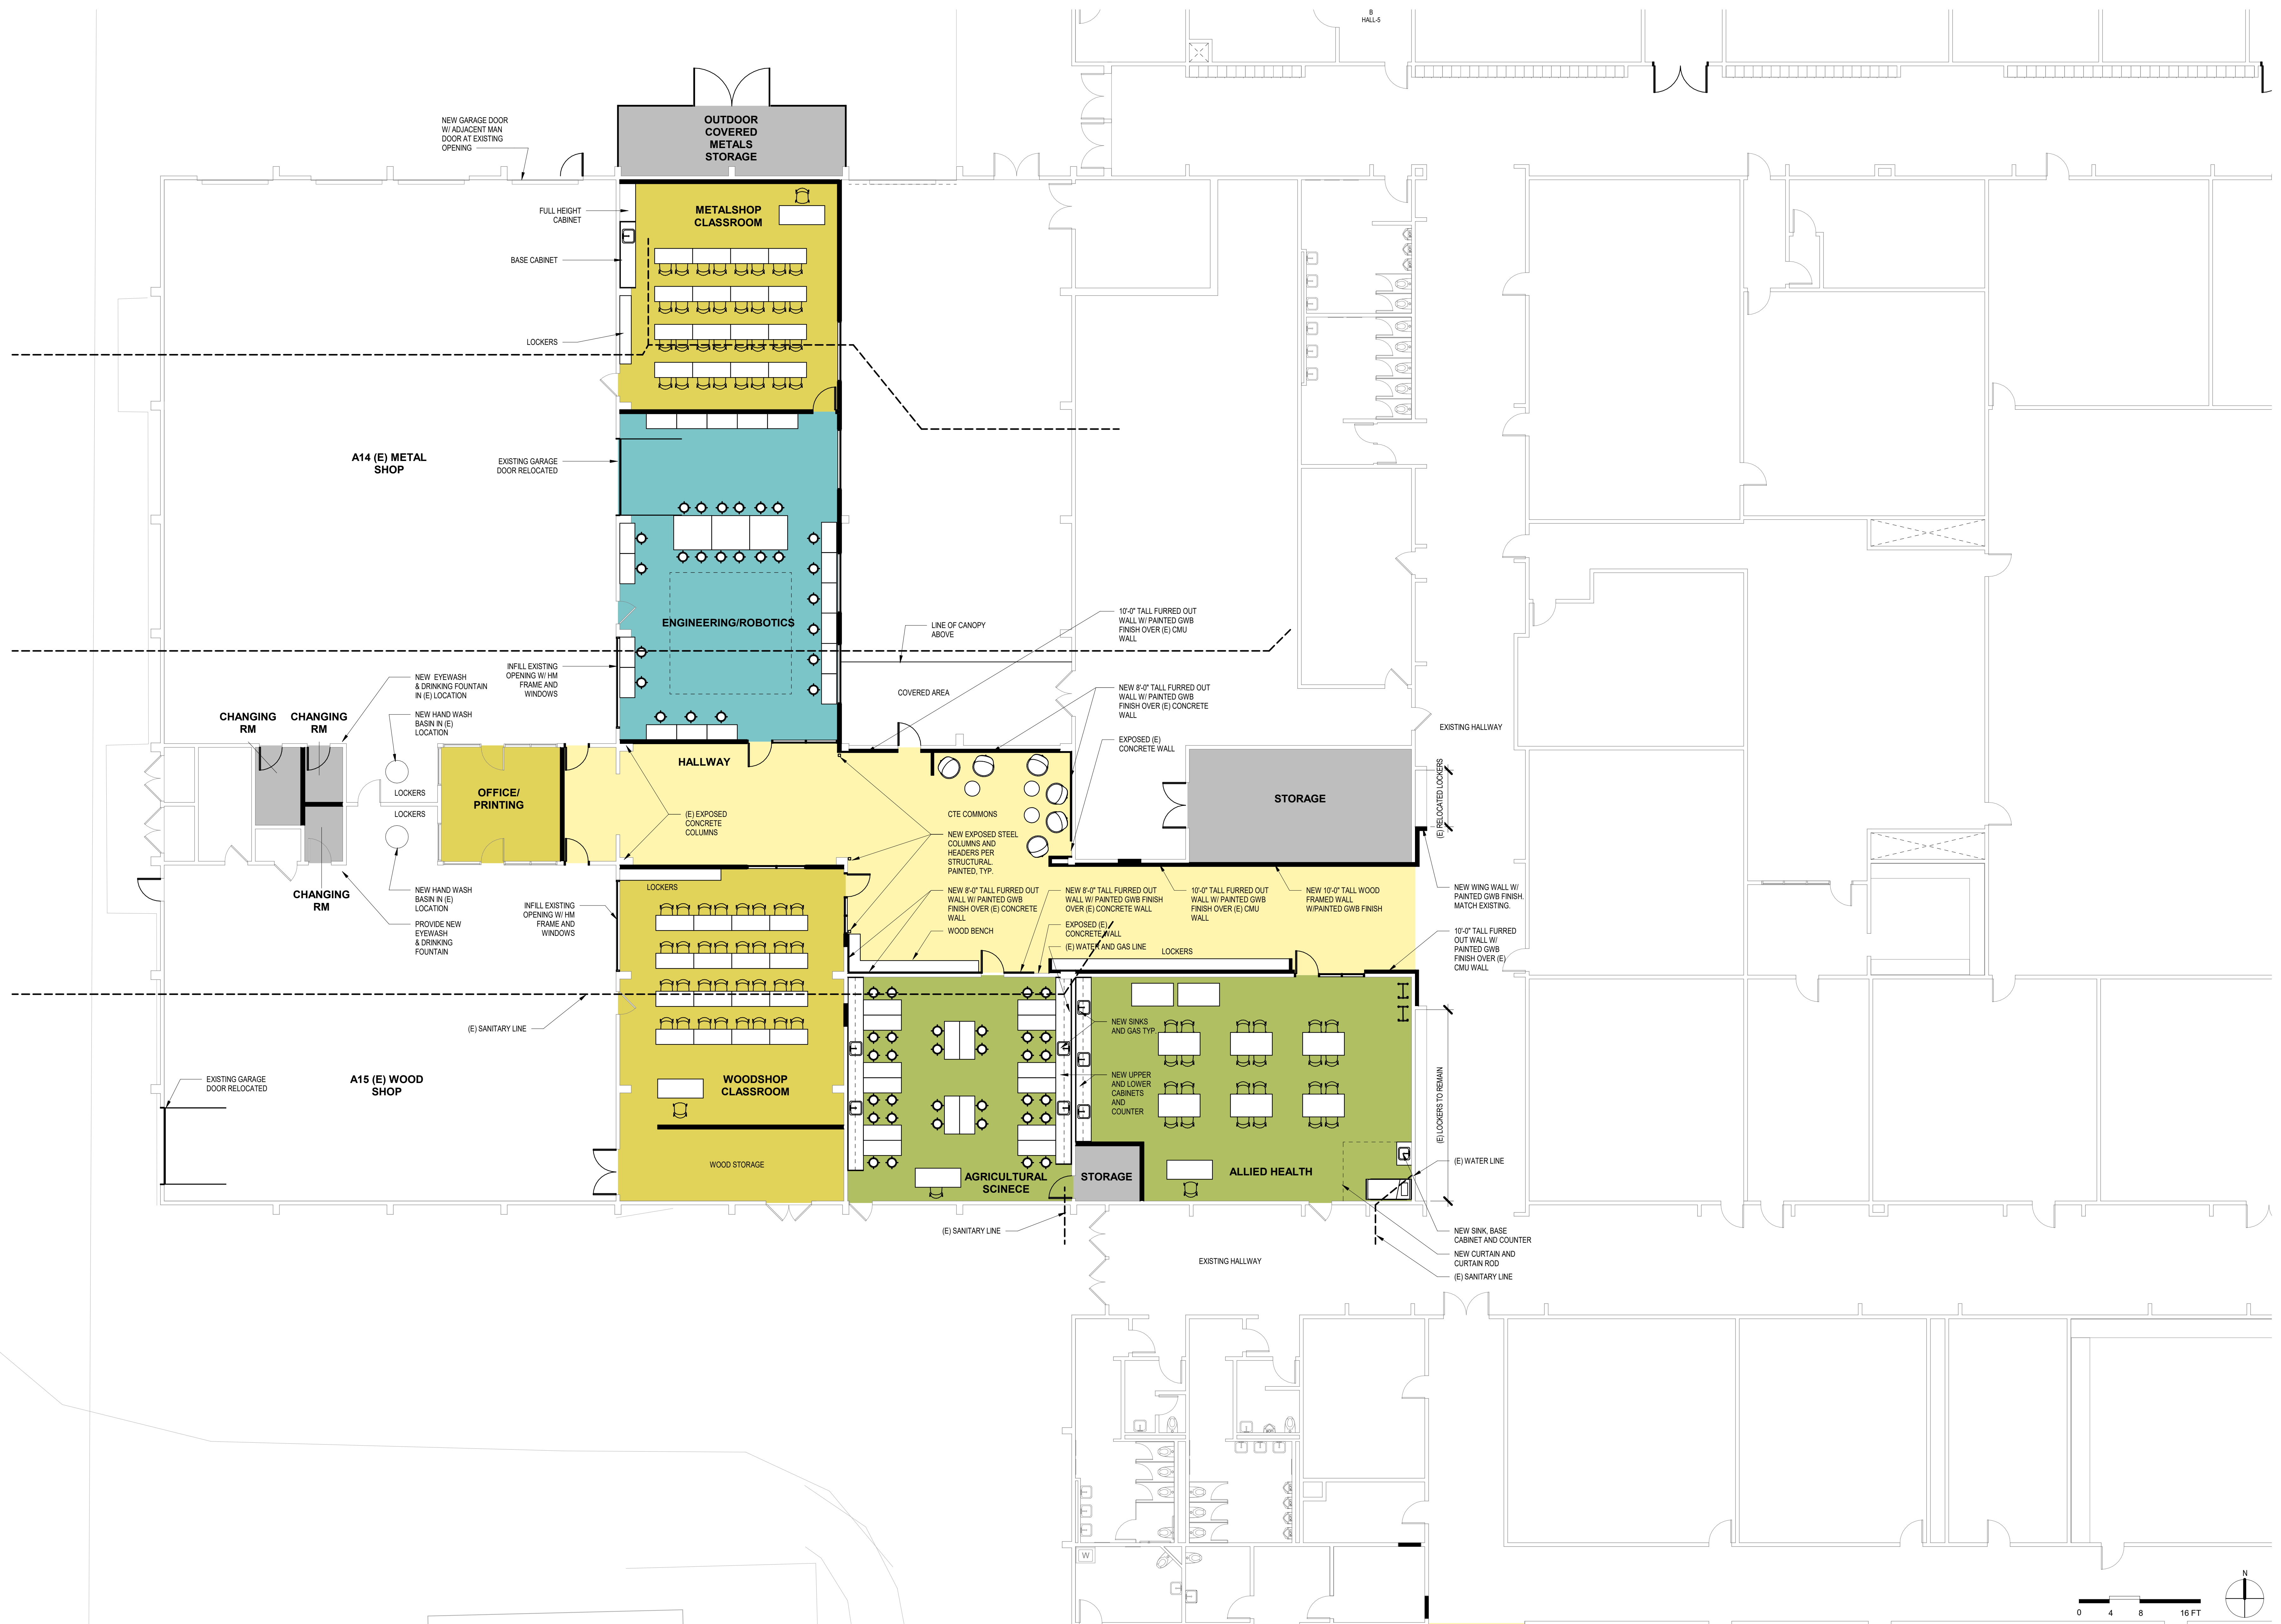 B
HALL-5
NEW GARAGE DOOR
W/ ADJACENT MAN
DOOR AT EXISTING
OPENING
OUTDOOR
COVERED
METALS
STORAGE
FULL HEIGHT
CABINET
METALSHOP
CLASSROOM
BASE CABINET
LOCKERS
A14 (E) METAL
SHOP
EXISTING GARAGE
DOOR RELOCATED
ENGINEERING/ROBOTICS
LINE OF CANOPY
ABOVE
10'-0" TALL FURRED OUT
WALL W/ PAINTED GWB
FINISH OVER (E) CMU
WALL
INFILL EXISTING
OPENING W/ HM
FRAME AND
WINDOWS
NEW EYEWASH
& DRINKING FOUNTAIN
IN (E) LOCATION
COVERED AREA
NEW 8'-0" TALL FURRED OUT
WALL W/ PAINTED GWB
FINISH OVER (E) CONCRETE
WALL
CHANGING
RM
CHANGING
RM
NEW HAND WASH
BASIN IN (E)
LOCATION
EXISTING HALLWAY
EXPOSED (E)
CONCRETE WALL
HALLWAY
LOCKERS
OFFICE/
PRINTING
STORAGE
(E) RELOCATED LOCKERS
LOCKERS
(E) EXPOSED
CONCRETE
COLUMNS
CTE COMMONS
NEW EXPOSED STEEL
COLUMNS AND
HEADERS PER
STRUCTURAL.
PAINTED, TYP.
CHANGING
RM
NEW HAND WASH
BASIN IN (E)
LOCATION
PROVIDE NEW
EYEWASH
& DRINKING
FOUNTAIN
INFILL EXISTING
OPENING W/ HM
FRAME AND
WINDOWS
LOCKERS
NEW 8'-0" TALL FURRED OUT
WALL W/ PAINTED GWB
FINISH OVER (E) CONCRETE
WALL
WOOD BENCH
NEW 8'-0" TALL FURRED OUT
WALL W/ PAINTED GWB FINISH
OVER (E) CONCRETE WALL
EXPOSED (E)
CONCRETE WALL
(E) WATER AND GAS LINE
10'-0" TALL FURRED OUT
WALL W/ PAINTED GWB
FINISH OVER (E) CMU
WALL
NEW 10'-0" TALL WOOD
FRAMED WALL
W/PAINTED GWB FINISH
NEW WING WALL W/
PAINTED GWB FINISH.
MATCH EXISTING.
LOCKERS
10'-0" TALL FURRED
OUT WALL W/
PAINTED GWB
FINISH OVER (E)
CMU WALL
(E) SANITARY LINE
NEW SINKS
AND GAS TYP.
EXISTING GARAGE
DOOR RELOCATED
A15 (E) WOOD
SHOP
WOODSHOP
CLASSROOM
NEW UPPER
AND LOWER
CABINETS
AND
COUNTER
(E) LOCKERS TO REMAIN
WOOD STORAGE
AGRICULTURAL
SCINECE
STORAGE
ALLIED HEALTH
(E) WATER LINE
(E) SANITARY LINE
EXISTING HALLWAY
NEW SINK, BASE
CABINET AND COUNTER
NEW CURTAIN AND
CURTAIN ROD
(E) SANITARY LINE
W
N
0 4 8 16 FT